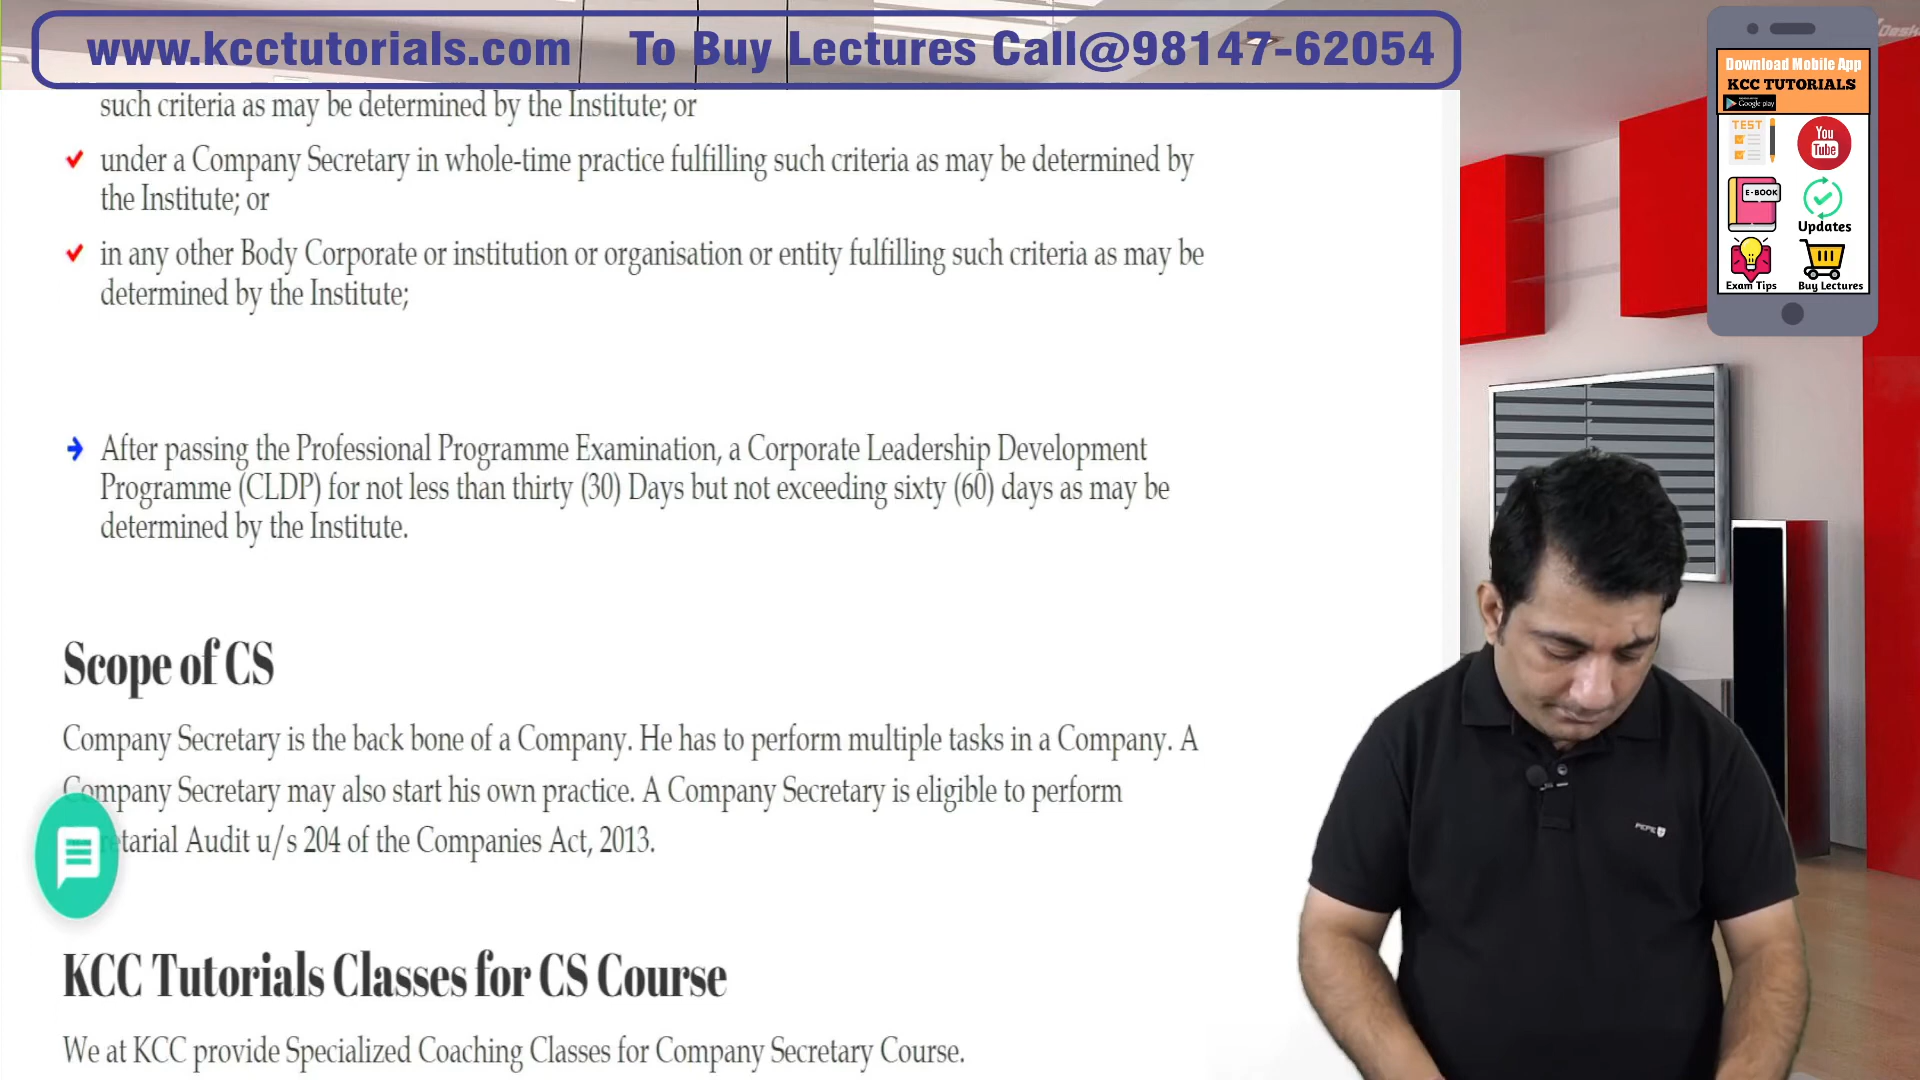 www.kcctutorials.com To Buy Lectures Call@98147-62054
such criteria as may be determined by the Institute; or
under a Company Secretary in whole-time practice fulfilling such criteria as may be determined by
the Institute; or
in any other Body Corporate or institution or organisation or entity fulfilling such criteria as may be
determined by the Institute;
After passing the Professional Programme Examination, a Corporate Leadership Development
Programme (CLDP) for not less than thirty (30) Days but not exceeding sixty (60) days as may be
determined by the Institute.
Scope of CS
Company Secretary is the back bone of a Company. He has to perform multiple tasks in a Company. A
Company Secretary may also start his own practice. A Company Secretary is eligible to perform
retarial Audit u/s 204 of the Companies Act, 2013.
KCC Tutorials Classes for CS Course
We at KCC provide Specialized Coaching Classes for Company Secretary Course.
Download Mobile App
KCC TUTORIALS
Google play
TEST
You
Tube
E-BOOK
Updates
Exam Tips
Buy Lectures